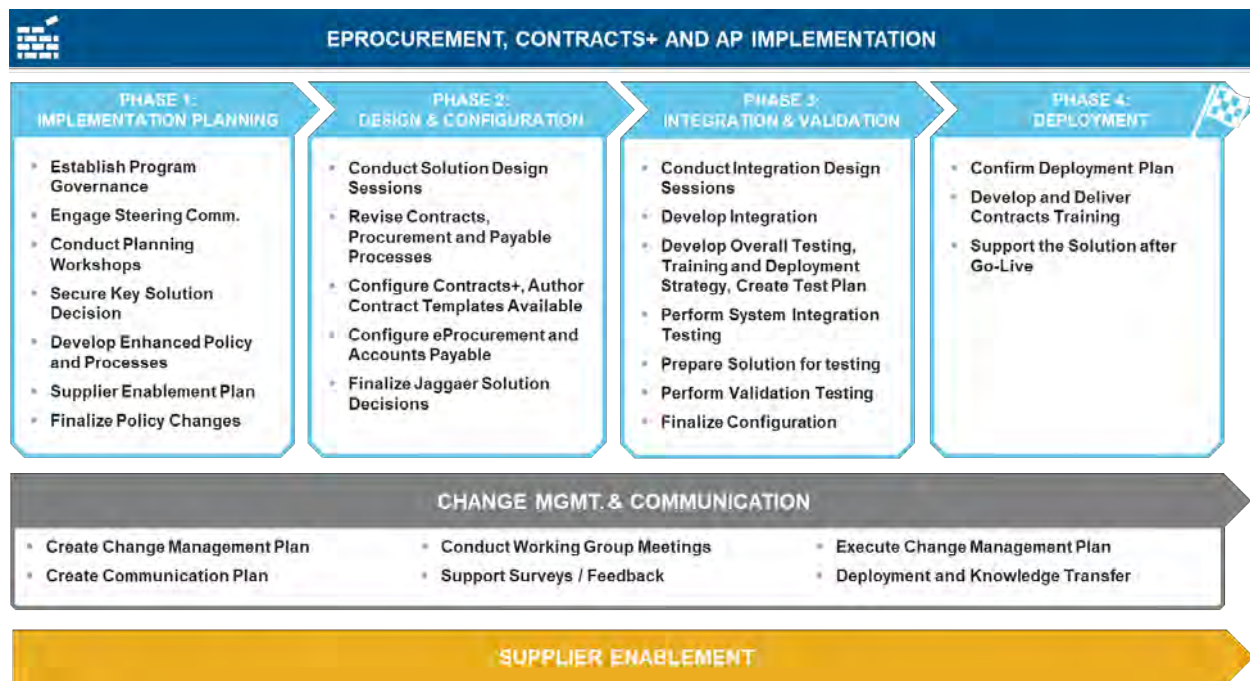 EPROCUREMENT, CONTRACTS+ AND AP IMPLEMENTATION
PHASE 1:
IMPLEMENTATION PLANNING
Establish Program
Governance
Engage Steering Comm.
Conduct Planning
Workshops
Secure Key Solution
Decision
Develop Enhanced Policy
and Processes
Supplier Enablement Plan
Finalize Policy Changes
PHASE 2:
DESIGN & CONFIGURATION
Conduct Solution Design
Sessions
Revise Contracts,
Procurement and Payable
Processes
Configure Contracts+, Author
Contract Templates Available
Configure eProcurement and
Accounts Payable
Finalize Jaggaer Solution
Decisions
PHASE 3:
INTEGRATION & VALIDATION
Conduct Integration Design
Sessions
Develop Integration
Develop Overall Testing,
Training and Deployment
Strategy, Create Test Plan
Perform System Integration
Testing
Prepare Solution for testing
Perform Validation Testing
Finalize Configuration
PHASE 4:
DEPLOYMENT
Confirm Deployment Plan
Develop and Deliver
Contracts Training
Support the Solution after
Go-Live
CHANGE MGMT. & COMMUNICATION
Create Change Management Plan
Create Communication Plan
Conduct Working Group Meetings
Support Surveys / Feedback
Execute Change Management Plan
Deployment and Knowledge Transfer
SUPPLIER ENABLEMENT